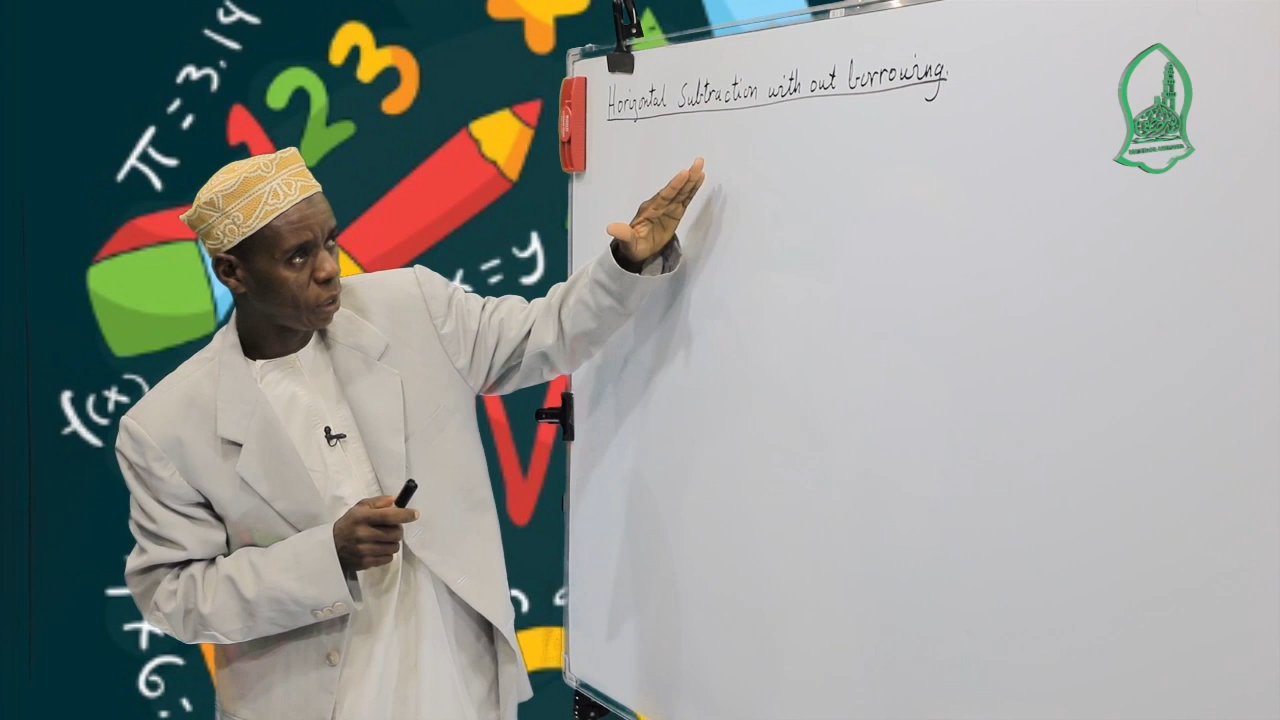 Horizontal Subtraction with out borrowing.
π = 3.14
1 2 3
x = y
f(x)